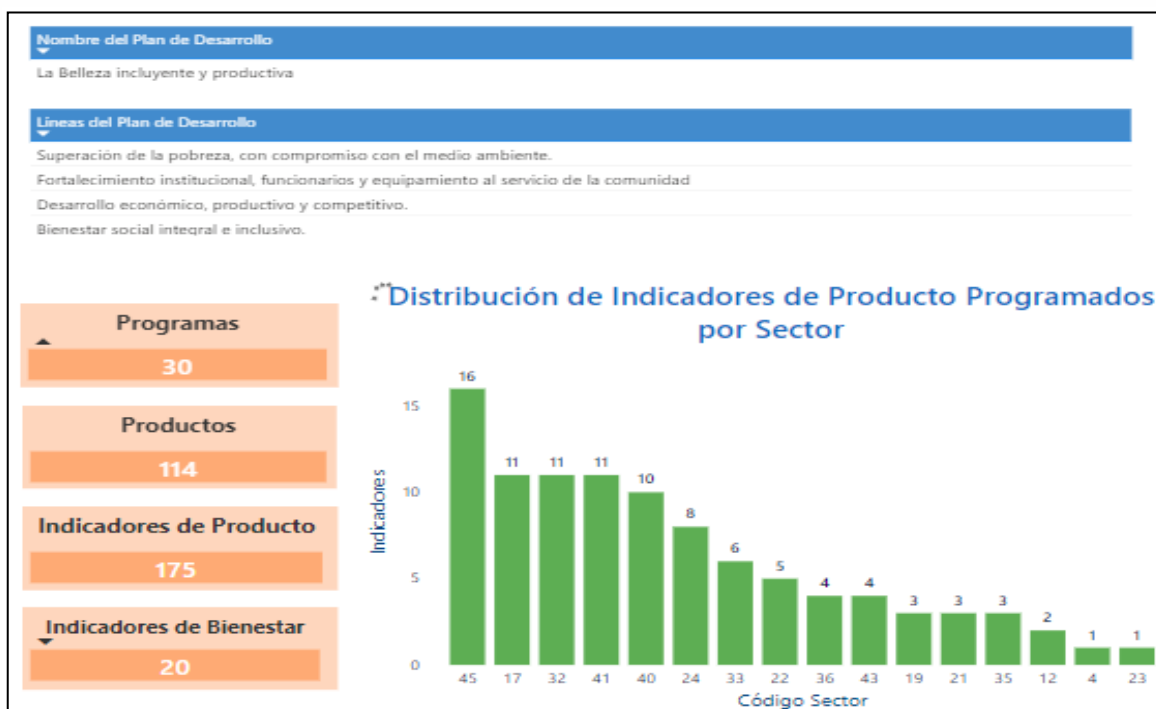 Nombre del Plan de Desarrollo
La Belleza incluyente y productiva
Líneas del Plan de Desarrollo
Superación de la pobreza, con compromiso con el medio ambiente.
Fortalecimiento institucional, funcionarios y equipamiento al servicio de la comunidad
Desarrollo económico, productivo y competitivo.
Bienestar social integral e inclusivo.
Programas
30
Productos
114
Indicadores de Producto
175
Indicadores de Bienestar
20
Distribución de Indicadores de Producto Programados
por Sector
Indicadores
15
10
5
0
16 11 11 11 10 8 6 5 4 4 3 3 3 2 1 1
45 17 32 41 40 24 33 22 36 43 19 21 35 12 4 23
Código Sector